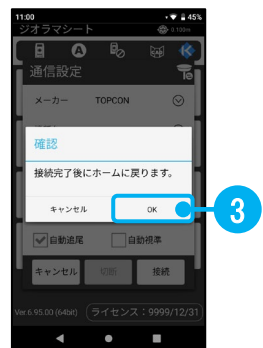 11:00 45%
ジオラマシート 0.100m
A
K
通信設定
メーカー TOPCON
確認
接続完了後にホームに戻ります。
キャンセル OK
3
自動追尾 自動視準
キャンセル 切断 接続
Ver.6.95.00 (64bit) ライセンス：9999/12/31